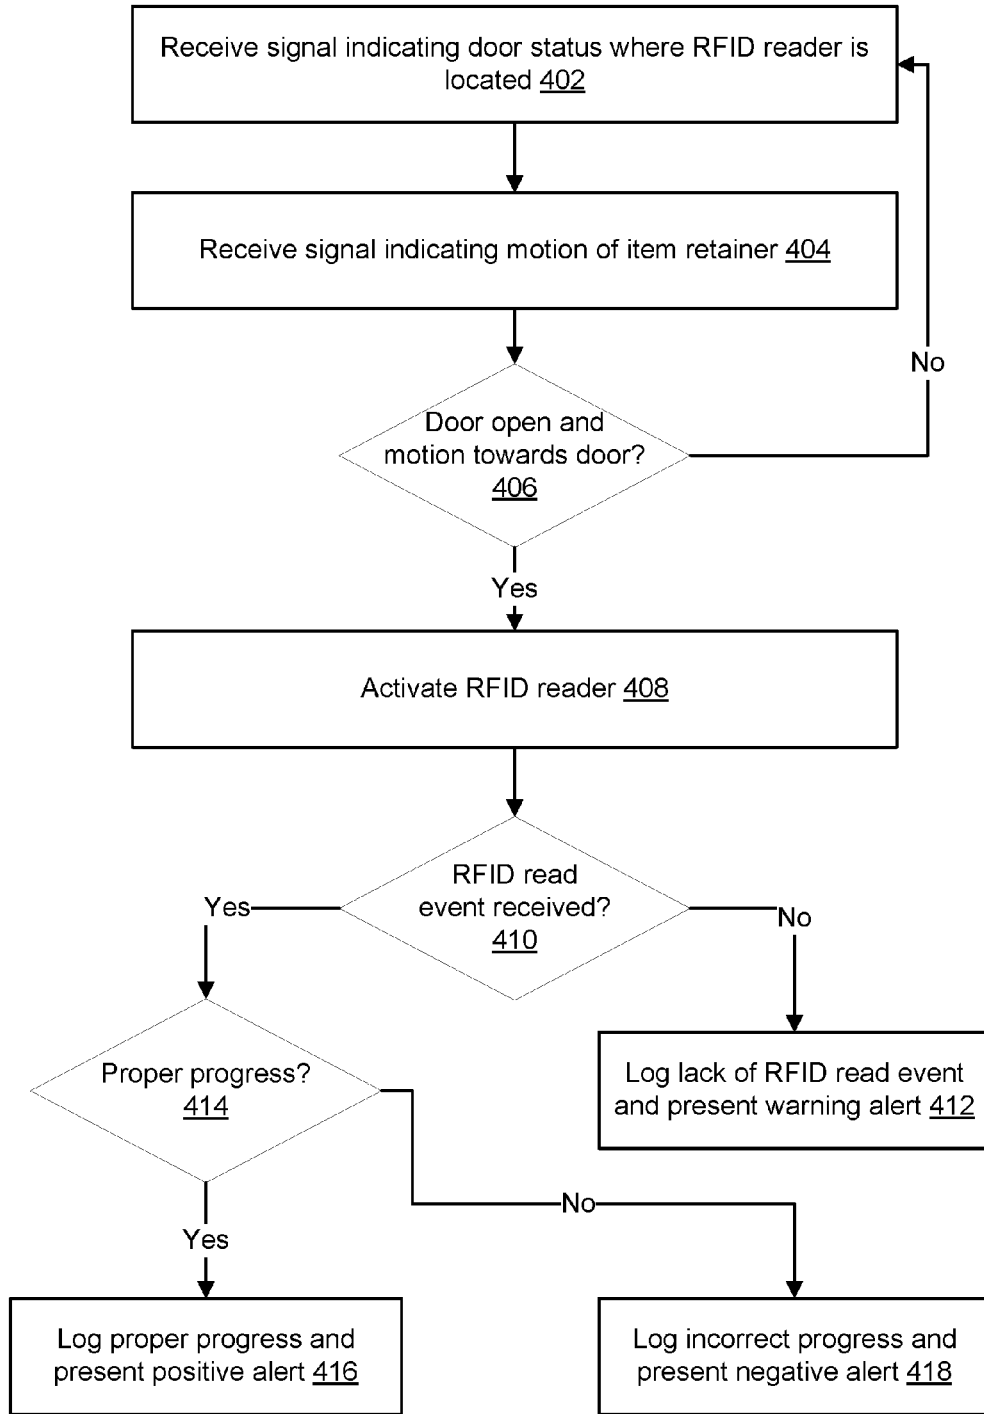 Receive signal indicating door status where RFID reader is
located 402
Receive signal indicating motion of item retainer 404
No
Door open and
motion towards door?
406
Yes
Activate RFID reader 408
RFID read
event received?
410
Yes
No
Proper progress?
414
Log lack of RFID read event
and present warning alert 412
No
Yes
Log proper progress and
present positive alert 416
Log incorrect progress and
present negative alert 418